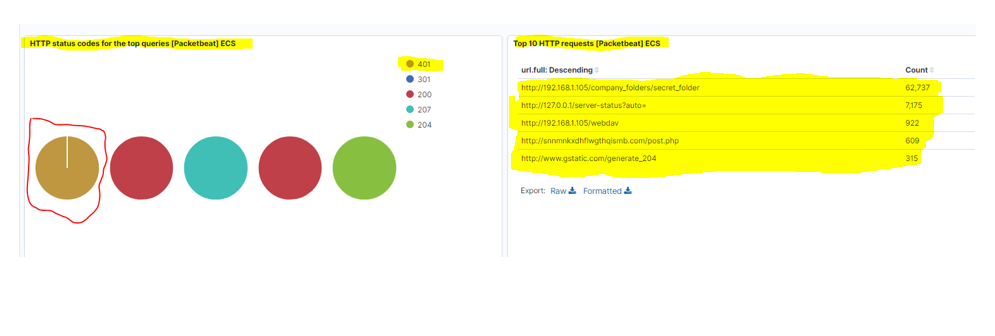 HTTP status codes for the top queries [Packetbeat] ECS
401
301
200
207
204
Top 10 HTTP requests [Packetbeat] ECS
url.full: Descending Count
http://192.168.1.105/company_folders/secret_folder 62,737
http://127.0.0.1/server-status?auto= 7,175
http://192.168.1.105/webdav 922
http://snnmnkxdhflwgthqismb.com/post.php 609
http://www.gstatic.com/generate_204 315
Export: Raw Formatted